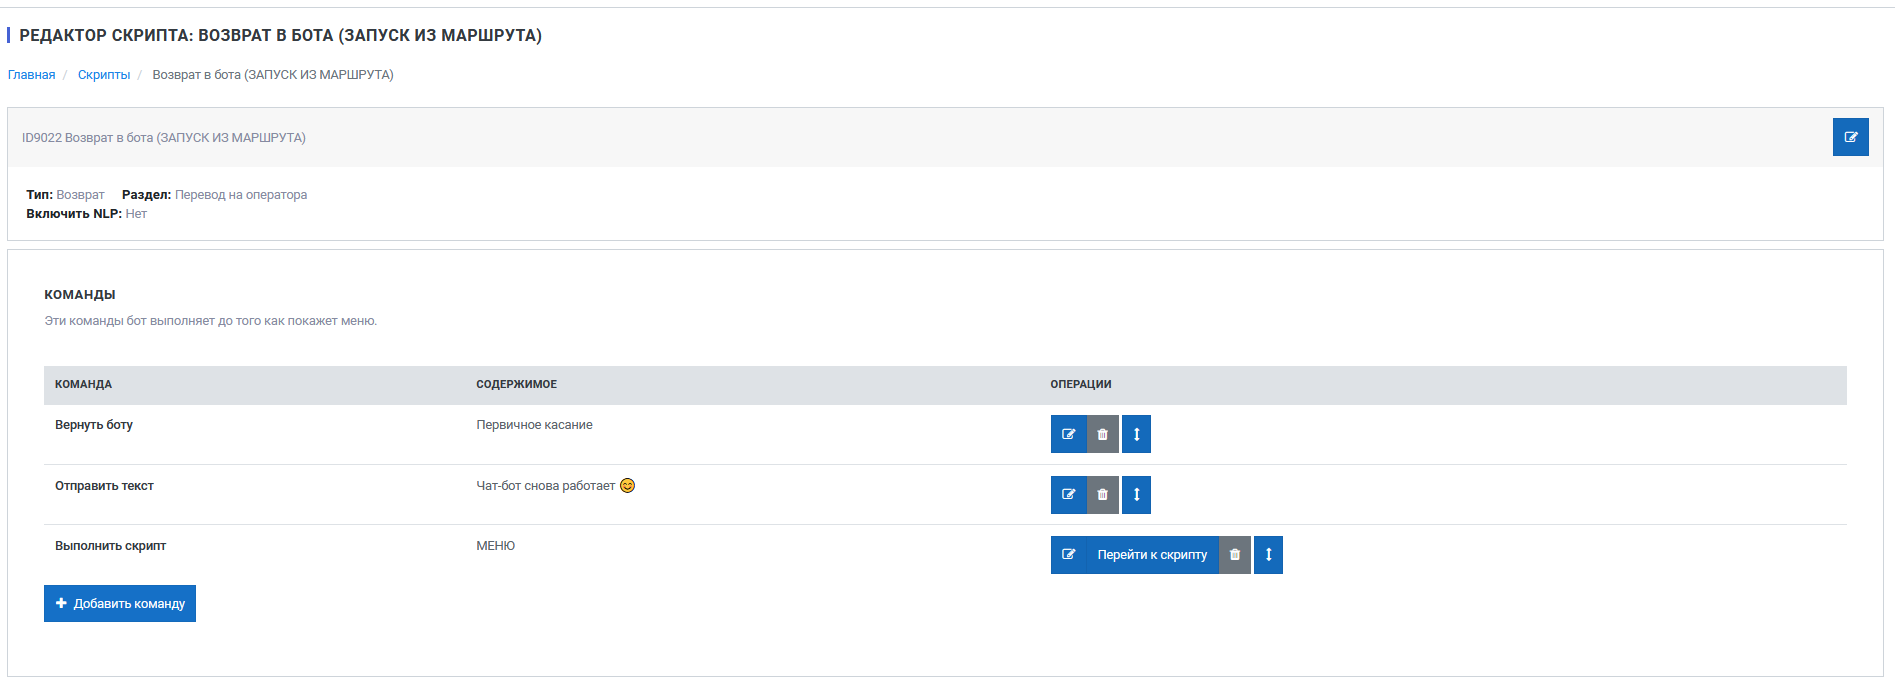 РЕДАКТОР СКРИПТА: ВОЗВРАТ В БОТА (ЗАПУСК ИЗ МАРШРУТА)
Главная / Скрипты / Возврат в бота (ЗАПУСК ИЗ МАРШРУТА)
ID9022 Возврат в бота (ЗАПУСК ИЗ МАРШРУТА)
Тип: Возврат Раздел: Перевод на оператора
Включить NLP: Нет
КОМАНДЫ
Эти команды бот выполняет до того как покажет меню.
КОМАНДА СОДЕРЖИМОЕ ОПЕРАЦИИ
Вернуть боту Первичное касание
Отправить текст Чат-бот снова работает 😊
Выполнить скрипт МЕНЮ Перейти к скрипту
Добавить команду